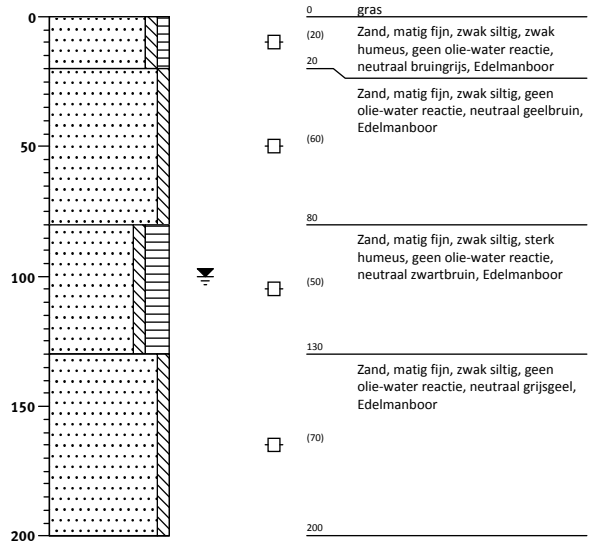 0
50
100
150
200
0 gras
(20) Zand, matig fijn, zwak siltig, zwak
humeus, geen olie-water reactie,
20 neutraal bruingrijs, Edelmanboor
Zand, matig fijn, zwak siltig, geen
olie-water reactie, neutraal geelbruin,
Edelmanboor
(60)
80
Zand, matig fijn, zwak siltig, sterk
humeus, geen olie-water reactie,
neutraal zwartbruin, Edelmanboor
(50)
130
Zand, matig fijn, zwak siltig, geen
olie-water reactie, neutraal grijsgeel,
Edelmanboor
(70)
200